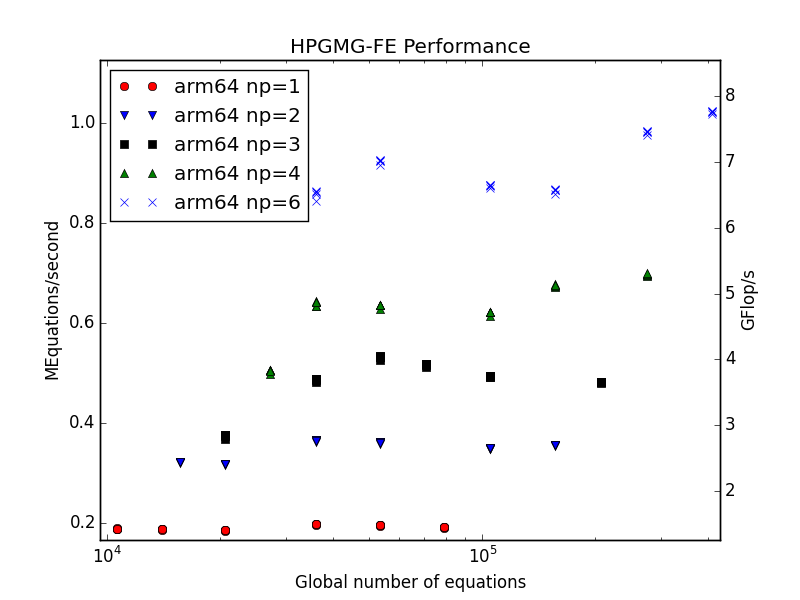 HPGMG-FE Performance
arm64 np=1
arm64 np=2
arm64 np=3
arm64 np=4
arm64 np=6
1.0
0.8
0.6
0.4
0.2
MEquations/second
8
7
6
5
4
3
2
GFlop/s
10⁴
10⁵
Global number of equations